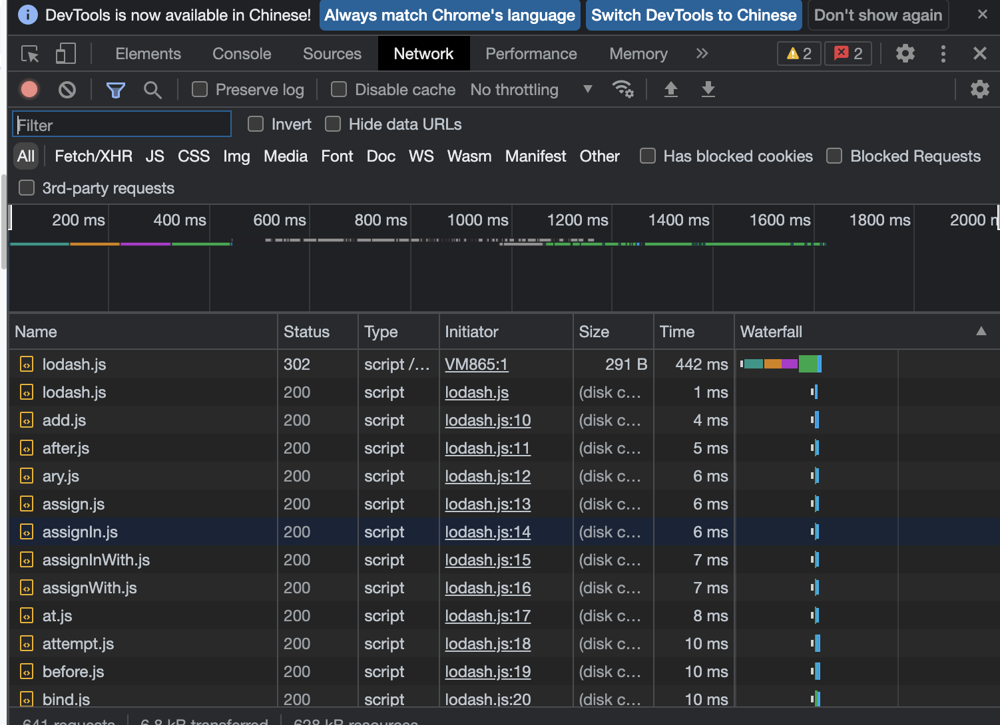 DevTools is now available in Chinese! Always match Chrome's language Switch DevTools to Chinese Don't show again
Elements Console Sources Network Performance Memory 2 2
Preserve log Disable cache No throttling
Filter Invert Hide data URLs
All Fetch/XHR JS CSS Img Media Font Doc WS Wasm Manifest Other Has blocked cookies Blocked Requests
3rd-party requests
200 ms 400 ms 600 ms 800 ms 1000 ms 1200 ms 1400 ms 1600 ms 1800 ms 2000 m
Name Status Type Initiator Size Time Waterfall
lodash.js 302 script /... VM865:1 291 B 442 ms
lodash.js 200 script lodash.js (disk c... 1 ms
add.js 200 script lodash.js:10 (disk c... 4 ms
after.js 200 script lodash.js:11 (disk c... 5 ms
ary.js 200 script lodash.js:12 (disk c... 6 ms
assign.js 200 script lodash.js:13 (disk c... 6 ms
assignIn.js 200 script lodash.js:14 (disk c... 6 ms
assignInWith.js 200 script lodash.js:15 (disk c... 7 ms
assignWith.js 200 script lodash.js:16 (disk c... 7 ms
at.js 200 script lodash.js:17 (disk c... 8 ms
attempt.js 200 script lodash.js:18 (disk c... 10 ms
before.js 200 script lodash.js:19 (disk c... 10 ms
bind.js 200 script lodash.js:20 (disk c... 10 ms
641 requests 6.8 kB transferred 628 kB resources